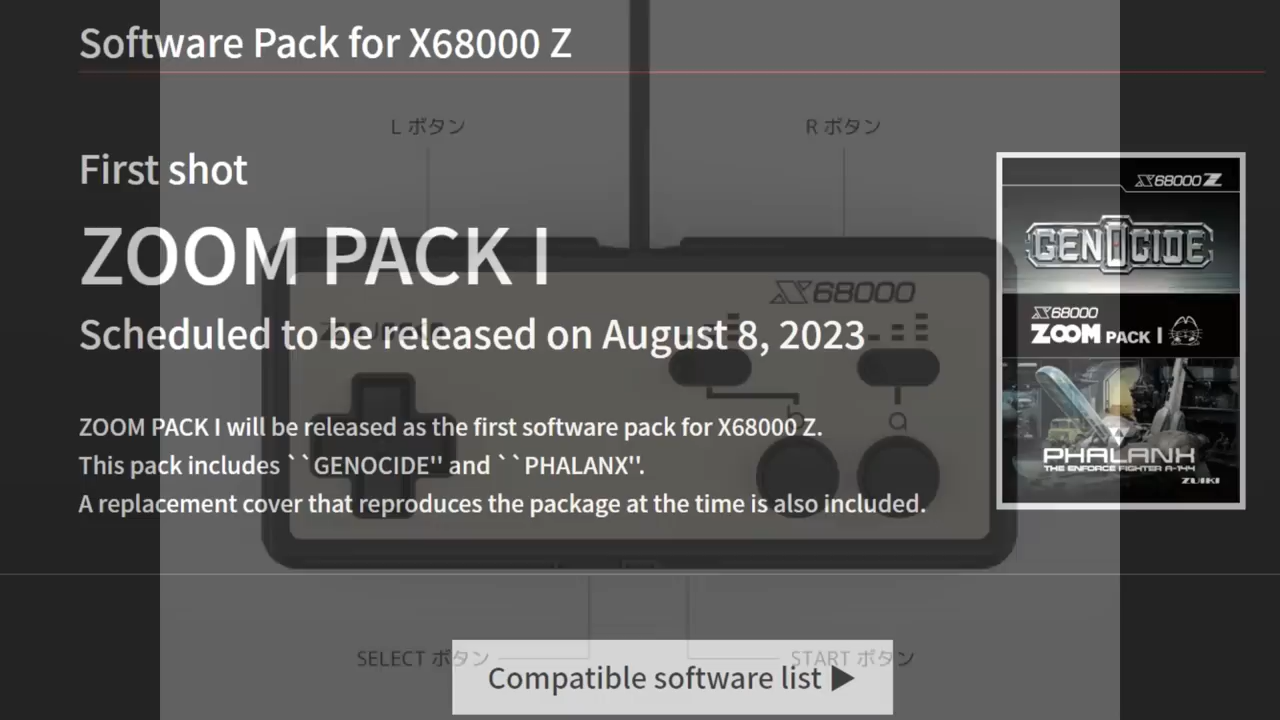 Software Pack for X68000 Z
L ボタン
R ボタン
First shot
ZOOM PACK I
Scheduled to be released on August 8, 2023
X68000
b
a
ZOOM PACK I will be released as the first software pack for X68000 Z.
This pack includes ``GENOCIDE'' and ``PHALANX''.
A replacement cover that reproduces the package at the time is also included.
X68000 Z
GENOCIDE
X68000
ZOOM PACK I
PHALANX
THE ENFORCE FIGHTER A-144
ZUIKI
SELECT ボタン
START ボタン
Compatible software list ▶